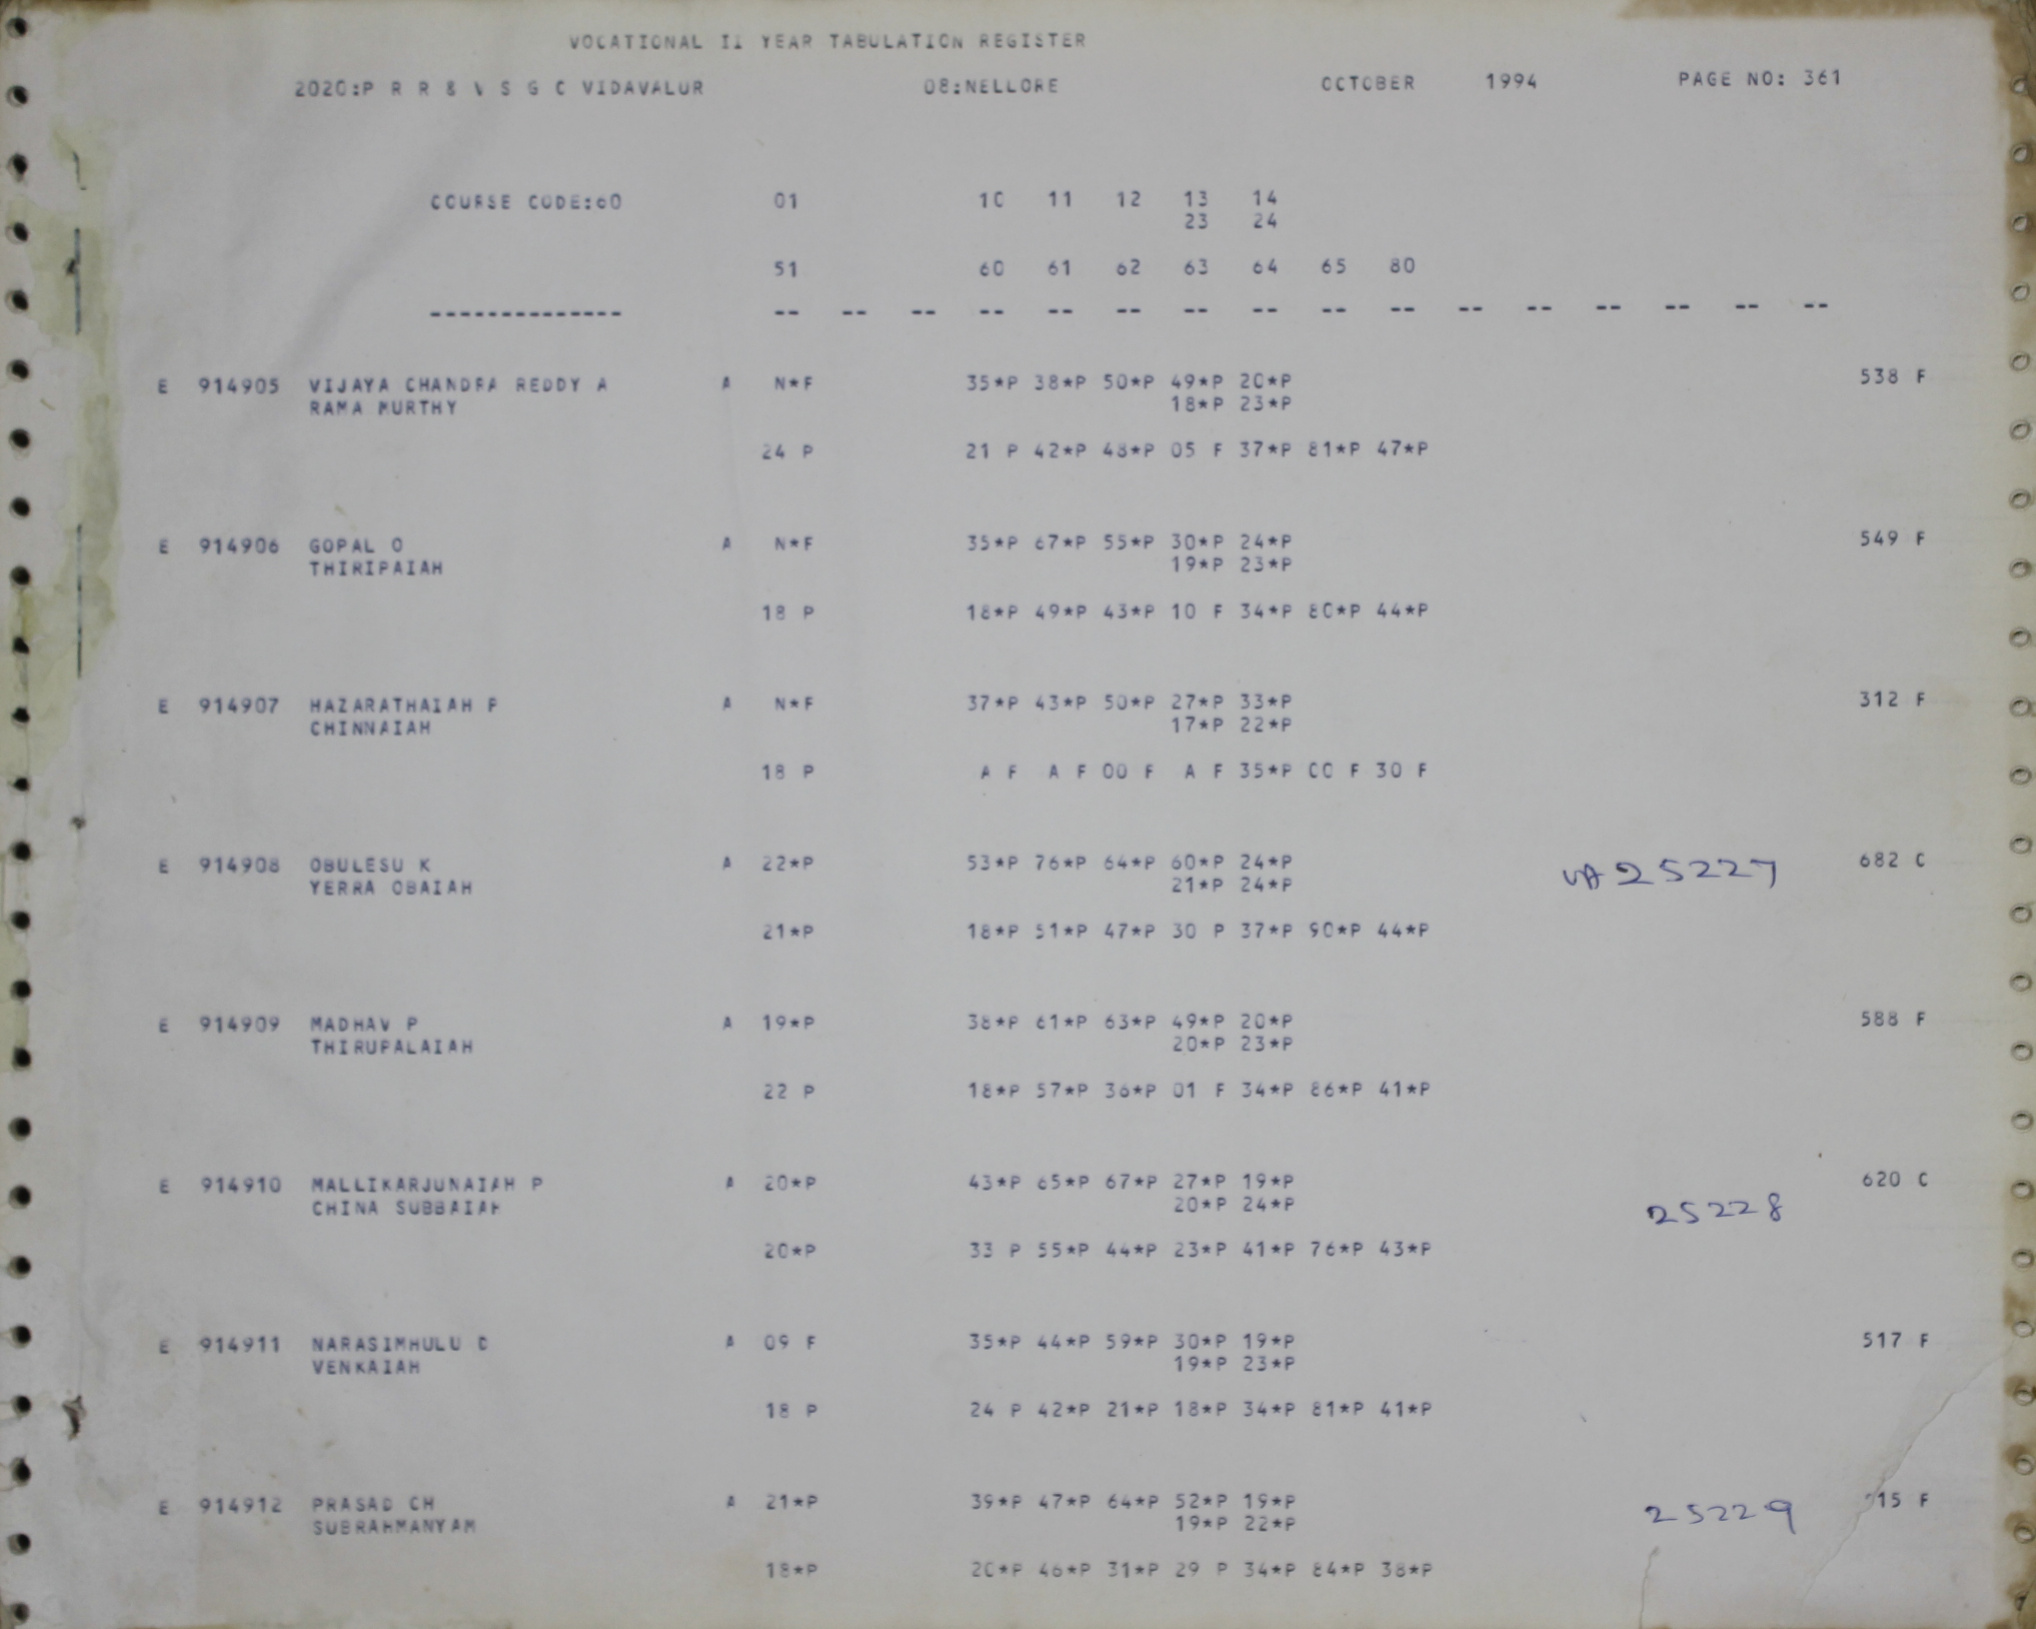 VOCATIONAL II YEAR TABULATION REGISTER
2020:P R R & V S G C VIDAVALUR 08:NELLORE OCTOBER 1994 PAGE NO: 361
COURSE CODE:60 01 10 11 12 13 14
23 24
51 60 61 62 63 64 65 80
-------------- -- -- -- -- -- -- -- -- -- -- -- -- -- -- -- --
E 914905 VIJAYA CHANDRA REDDY A A N*F 35*P 38*P 50*P 49*P 20*P 538 F
RAMA MURTHY 18*P 23*P
24 P 21 P 42*P 48*P 05 F 37*P 81*P 47*P
E 914906 GOPAL O A N*F 35*P 67*P 55*P 30*P 24*P 549 F
THIRIPAIAH 19*P 23*P
18 P 18*P 49*P 43*P 10 F 34*P 80*P 44*P
E 914907 HAZARATHAIAH P A N*F 37*P 43*P 50*P 27*P 33*P 312 F
CHINNAIAH 17*P 22*P
18 P A F A F 00 F A F 35*P 00 F 30 F
E 914908 OBULESU K A 22*P 53*P 76*P 64*P 60*P 24*P VA 25227 682 C
YERRA OBAIAH 21*P 24*P
21*P 18*P 51*P 47*P 30 P 37*P 90*P 44*P
E 914909 MADHAV P A 19*P 38*P 61*P 63*P 49*P 20*P 588 F
THIRUPALAIAH 20*P 23*P
22 P 18*P 57*P 36*P 01 F 34*P 86*P 41*P
E 914910 MALLIKARJUNAIAH P A 20*P 43*P 65*P 67*P 27*P 19*P 620 C
CHINA SUBBAIAH 20*P 24*P 25228
20*P 33 P 55*P 44*P 23*P 41*P 76*P 43*P
E 914911 NARASIMHULU D A 09 F 35*P 44*P 59*P 30*P 19*P 517 F
VENKAIAH 19*P 23*P
18 P 24 P 42*P 21*P 18*P 34*P 81*P 41*P
E 914912 PRASAD CH A 21*P 39*P 47*P 64*P 52*P 19*P 25229 15 F
SUBRAHMANYAM 19*P 22*P
18*P 20*P 46*P 31*P 29 P 34*P 84*P 38*P